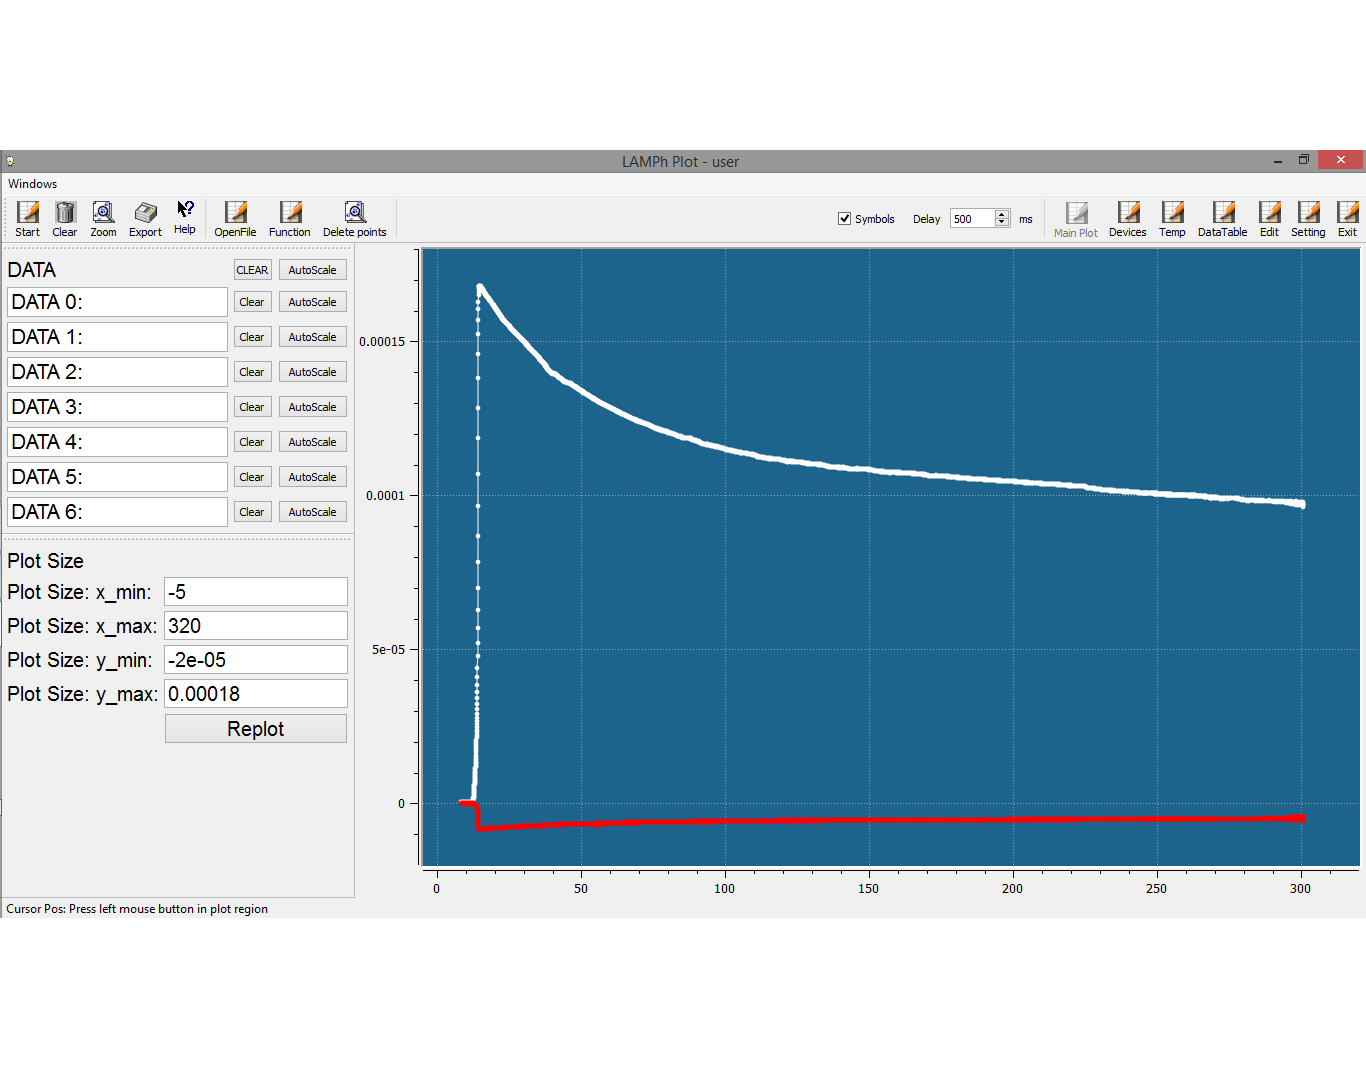 LAMPh Plot - user
Windows
Start Clear Zoom Export Help OpenFile Function Delete points Symbols Delay 500 ms Main Plot Devices Temp DataTable Edit Setting Exit
DATA CLEAR AutoScale
DATA 0: Clear AutoScale
DATA 1: Clear AutoScale
DATA 2: Clear AutoScale
DATA 3: Clear AutoScale
DATA 4: Clear AutoScale
DATA 5: Clear AutoScale
DATA 6: Clear AutoScale
Plot Size
Plot Size: x_min: -5
Plot Size: x_max: 320
Plot Size: y_min: -2e-05
Plot Size: y_max: 0.00018
Replot
0.00015
0.0001
5e-05
0
0 50 100 150 200 250 300
Cursor Pos: Press left mouse button in plot region